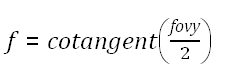 f = cotangent(fovy/2)